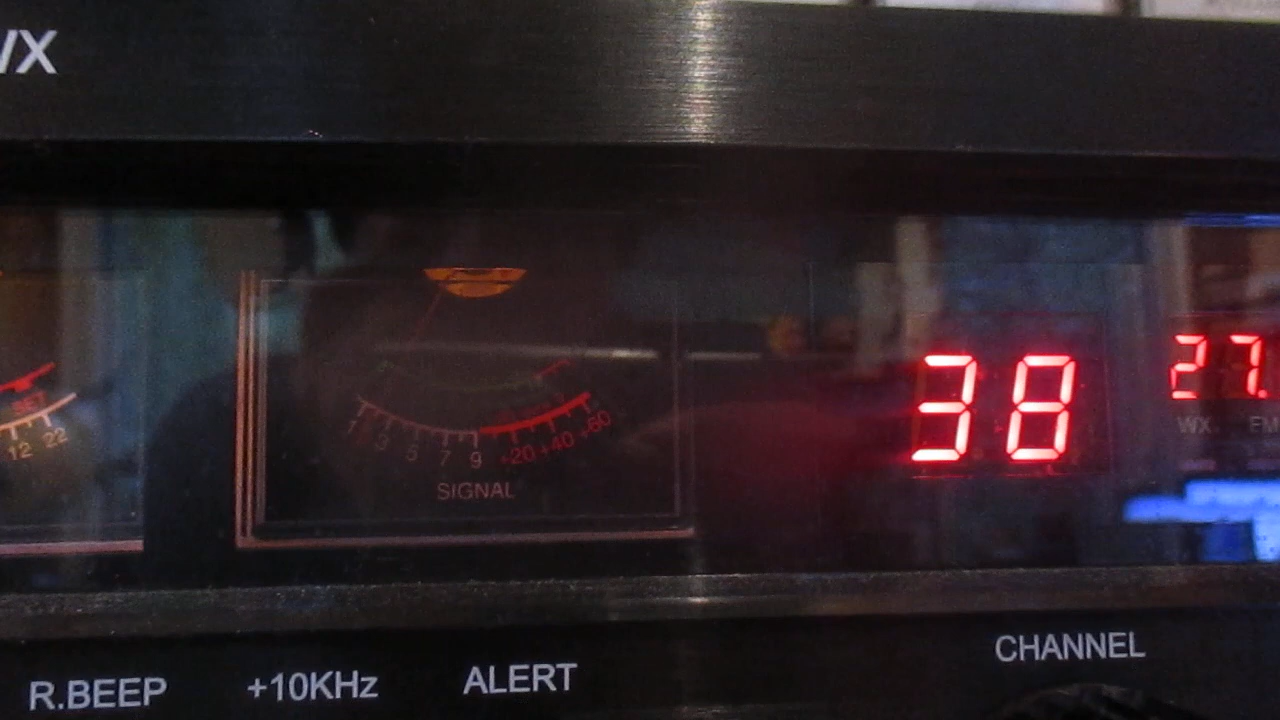 WX
38
27.
WX FM
SET
12 22
1 3 5 7 9 +20 +40 +60
SIGNAL
CHANNEL
R.BEEP +10KHz ALERT